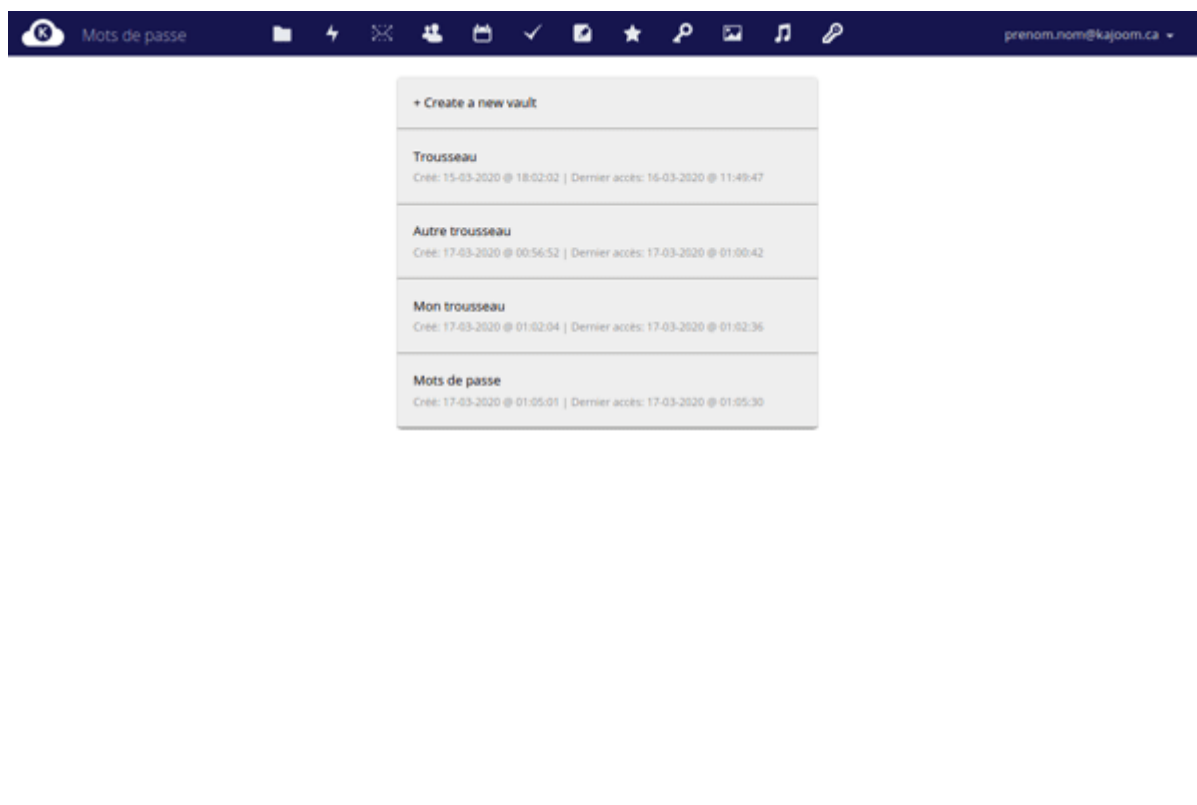 K
Mots de passe
prenom.nom@kajoom.ca
+ Create a new vault
Trousseau
Créé: 15-03-2020 @ 18:02:02 | Dernier accès: 16-03-2020 @ 11:49:47
Autre trousseau
Créé: 17-03-2020 @ 00:56:52 | Dernier accès: 17-03-2020 @ 01:00:42
Mon trousseau
Créé: 17-03-2020 @ 01:02:04 | Dernier accès: 17-03-2020 @ 01:02:36
Mots de passe
Créé: 17-03-2020 @ 01:05:01 | Dernier accès: 17-03-2020 @ 01:05:30